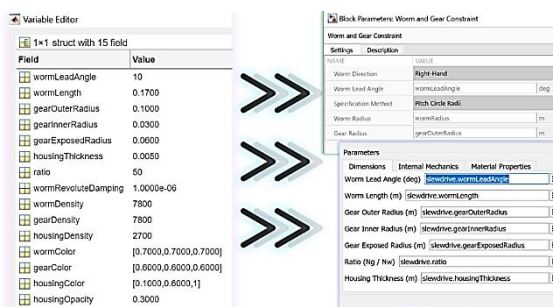 Variable Editor
1×1 struct with 15 field
Field Value
wormLeadAngle 10
wormLength 0.1700
gearOuterRadius 0.1000
gearInnerRadius 0.0300
gearExposedRadius 0.0600
housingThickness 0.0050
ratio 50
wormRevoluteDamping 1.0000e-06
wormDensity 7800
gearDensity 7800
housingDensity 2700
wormColor [0.7000,0.7000,0.7000]
gearColor [0.6000,0.6000,0.6000]
housingColor [0.1000,0.6000,1]
housingOpacity 0.3000
Block Parameters: Worm and Gear Constraint
Worm and Gear Constraint
Settings Description
NAME VALUE
Worm Direction Right-Hand
Worm Lead Angle wormLeadAngle deg
Specification Method Pitch Circle Radii
Worm Radius wormRadius m
Gear Radius gearOuterRadius m
Parameters
Dimensions Internal Mechanics Material Properties
Worm Lead Angle (deg) slewdrive.wormLeadAngle
Worm Length (m) slewdrive.wormLength
Gear Outer Radius (m) slewdrive.gearOuterRadius
Gear Inner Radius (m) slewdrive.gearInnerRadius
Gear Exposed Radius (m) slewdrive.gearExposedRadius
Ratio (Ng / Nw) slewdrive.ratio
Housing Thickness (m) slewdrive.housingThickness